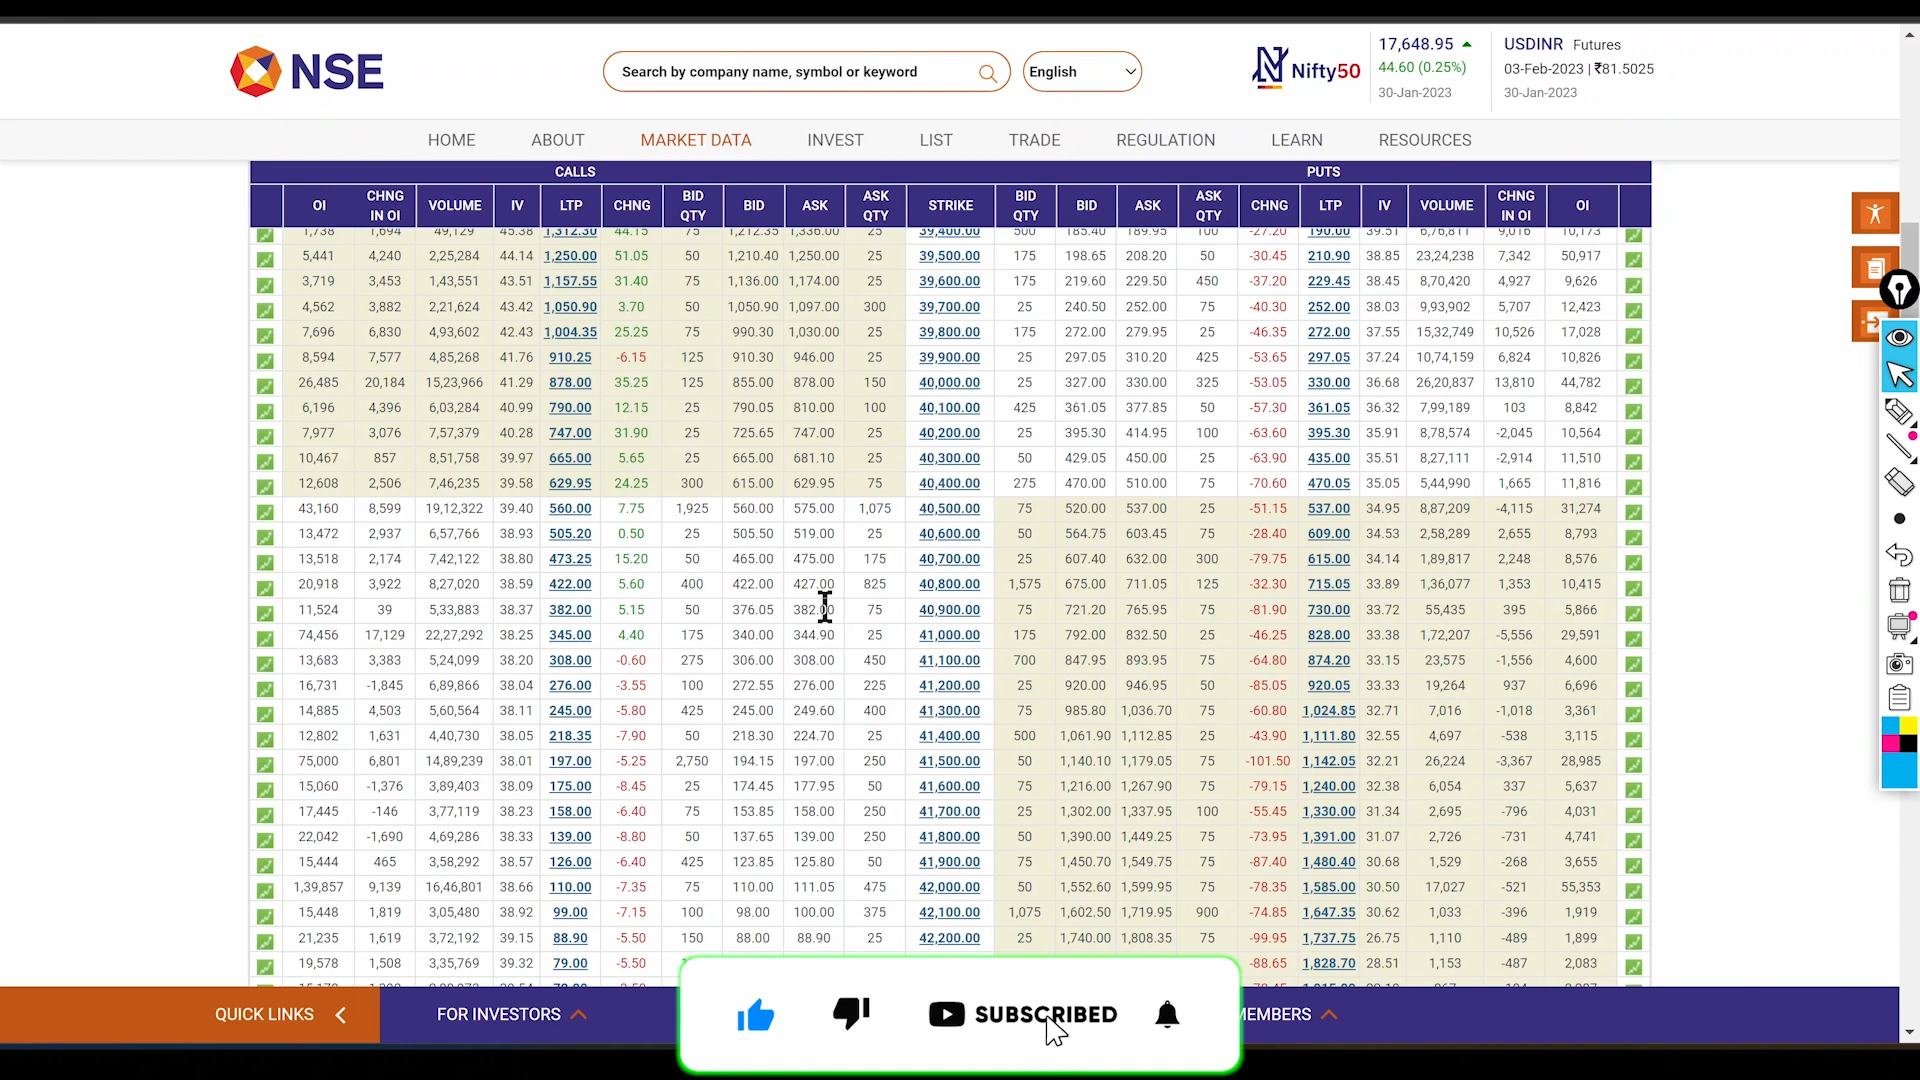 NSE
Search by company name, symbol or keyword
English
Nifty50
17,648.95
44.60 (0.25%)
30-Jan-2023
USDINR Futures
03-Feb-2023 | ₹81.5025
30-Jan-2023
HOME ABOUT MARKET DATA INVEST LIST TRADE REGULATION LEARN RESOURCES
CALLS PUTS
OI CHNG IN OI VOLUME IV LTP CHNG BID QTY BID ASK ASK QTY STRIKE BID QTY BID ASK ASK QTY CHNG LTP IV VOLUME CHNG IN OI OI
1,738 1,694 49,129 45.38 1,312.30 44.15 75 1,212.35 1,336.00 25 39,400.00 500 185.40 189.95 100 -27.20 190.00 39.51 6,76,811 9,016 10,173
5,441 4,240 2,25,284 44.14 1,250.00 51.05 50 1,210.40 1,250.00 25 39,500.00 175 198.65 208.20 50 -30.45 210.90 38.85 23,24,238 7,342 50,917
3,719 3,453 1,43,551 43.51 1,157.55 31.40 75 1,136.00 1,174.00 25 39,600.00 175 219.60 229.50 450 -37.20 229.45 38.45 8,70,420 4,927 9,626
4,562 3,882 2,21,624 43.42 1,050.90 3.70 50 1,050.90 1,097.00 300 39,700.00 25 240.50 252.00 75 -40.30 252.00 38.03 9,93,902 5,707 12,423
7,696 6,830 4,93,602 42.43 1,004.35 25.25 75 990.30 1,030.00 25 39,800.00 175 272.00 279.95 25 -46.35 272.00 37.55 15,32,749 10,526 17,028
8,594 7,577 4,85,268 41.76 910.25 -6.15 125 910.30 946.00 25 39,900.00 25 297.05 310.20 425 -53.65 297.05 37.24 10,74,159 6,824 10,826
26,485 20,184 15,23,966 41.29 878.00 35.25 125 855.00 878.00 150 40,000.00 25 327.00 330.00 325 -53.05 330.00 36.68 26,20,837 13,810 44,782
6,196 4,396 6,03,284 40.99 790.00 12.15 25 790.05 810.00 100 40,100.00 425 361.05 377.85 50 -57.30 361.05 36.32 7,99,189 103 8,842
7,977 3,076 7,57,379 40.28 747.00 31.90 25 725.65 747.00 25 40,200.00 25 395.30 414.95 100 -63.60 395.30 35.91 8,78,574 -2,045 10,564
10,467 857 8,51,758 39.97 665.00 5.65 25 665.00 681.10 25 40,300.00 50 429.05 450.00 25 -63.90 435.00 35.51 8,27,111 -2,914 11,510
12,608 2,506 7,46,235 39.58 629.95 24.25 300 615.00 629.95 75 40,400.00 275 470.00 510.00 75 -70.60 470.05 35.05 5,44,990 1,665 11,816
43,160 8,599 19,12,322 39.40 560.00 7.75 1,925 560.00 575.00 1,075 40,500.00 75 520.00 537.00 25 -51.15 537.00 34.95 8,87,209 -4,115 31,274
13,472 2,937 6,57,766 38.93 505.20 0.50 25 505.50 519.00 25 40,600.00 50 564.75 603.45 75 -28.40 609.00 34.53 2,58,289 2,655 8,793
13,518 2,174 7,42,122 38.80 473.25 15.20 50 465.00 475.00 175 40,700.00 25 607.40 632.00 300 -79.75 615.00 34.14 1,89,817 2,248 8,576
20,918 3,922 8,27,020 38.59 422.00 5.60 400 422.00 427.00 825 40,800.00 1,575 675.00 711.05 125 -32.30 715.05 33.89 1,36,077 1,353 10,415
11,524 39 5,33,883 38.37 382.00 5.15 50 376.05 382.00 75 40,900.00 75 721.20 765.95 75 -81.90 730.00 33.72 55,435 395 5,866
74,456 17,129 22,27,292 38.25 345.00 4.40 175 340.00 344.90 25 41,000.00 175 792.00 832.50 25 -46.25 828.00 33.38 1,72,207 -5,556 29,591
13,683 3,383 5,24,099 38.20 308.00 -0.60 275 306.00 308.00 450 41,100.00 700 847.95 893.95 75 -64.80 874.20 33.15 23,575 -1,556 4,600
16,731 -1,845 6,89,866 38.04 276.00 -3.55 100 272.55 276.00 225 41,200.00 25 920.00 946.95 50 -85.05 920.05 33.33 19,264 937 6,696
14,885 4,503 5,60,564 38.11 245.00 -5.80 425 245.00 249.60 400 41,300.00 75 985.80 1,036.70 75 -60.80 1,024.85 32.71 7,016 -1,018 3,361
12,802 1,631 4,40,730 38.05 218.35 -7.90 50 218.30 224.70 25 41,400.00 500 1,061.90 1,112.85 25 -43.90 1,111.80 32.55 4,697 -538 3,115
75,000 6,801 14,89,239 38.01 197.00 -5.25 2,750 194.15 197.00 250 41,500.00 50 1,140.10 1,179.05 75 -101.50 1,142.05 32.21 26,224 -3,367 28,985
15,060 -1,376 3,89,403 38.09 175.00 -8.45 25 174.45 177.95 50 41,600.00 75 1,216.00 1,267.90 75 -79.15 1,240.00 32.38 6,054 337 5,637
17,445 -146 3,77,119 38.23 158.00 -6.40 75 153.85 158.00 250 41,700.00 25 1,302.00 1,337.95 100 -55.45 1,330.00 31.34 2,695 -796 4,031
22,042 -1,690 4,69,286 38.33 139.00 -8.80 50 137.65 139.00 250 41,800.00 50 1,390.00 1,449.25 75 -73.95 1,391.00 31.07 2,726 -731 4,741
15,444 465 3,58,292 38.57 126.00 -6.40 425 123.85 125.80 50 41,900.00 75 1,450.70 1,549.75 75 -87.40 1,480.40 30.68 1,529 -268 3,655
1,39,857 9,139 16,46,801 38.66 110.00 -7.35 75 110.00 111.05 475 42,000.00 50 1,552.60 1,599.95 75 -78.35 1,585.00 30.50 17,027 -521 55,353
15,448 1,819 3,05,480 38.92 99.00 -7.15 100 98.00 100.00 375 42,100.00 1,075 1,602.50 1,719.95 900 -74.85 1,647.35 30.62 1,033 -396 1,919
21,235 1,619 3,72,192 39.15 88.90 -5.50 150 88.00 88.90 25 42,200.00 25 1,740.00 1,808.35 75 -99.95 1,737.75 26.75 1,110 -489 1,899
19,578 1,508 3,35,769 39.32 79.00 -5.50 -88.65 1,828.70 28.51 1,153 -487 2,083
QUICK LINKS FOR INVESTORS SUBSCRIBED MEMBERS